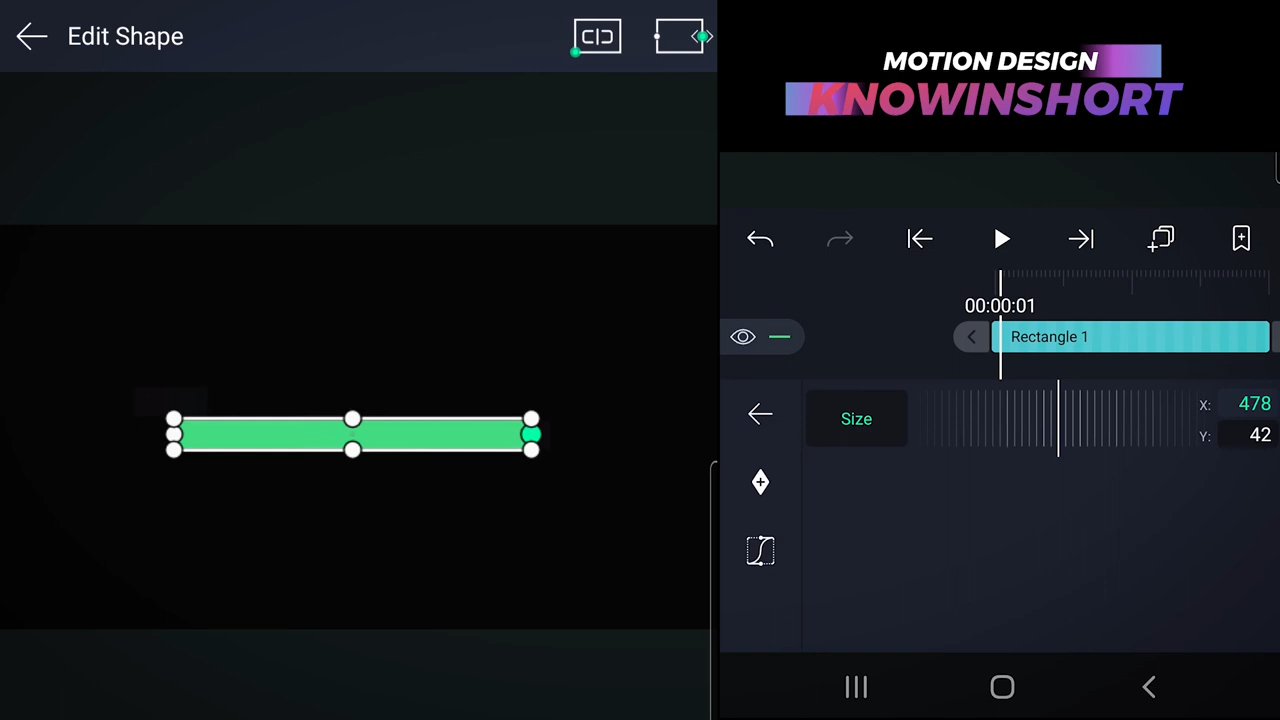 Edit Shape
MOTION DESIGN
KNOWINSHORT
00:00:01
Rectangle 1
Size
X: 478
Y: 42